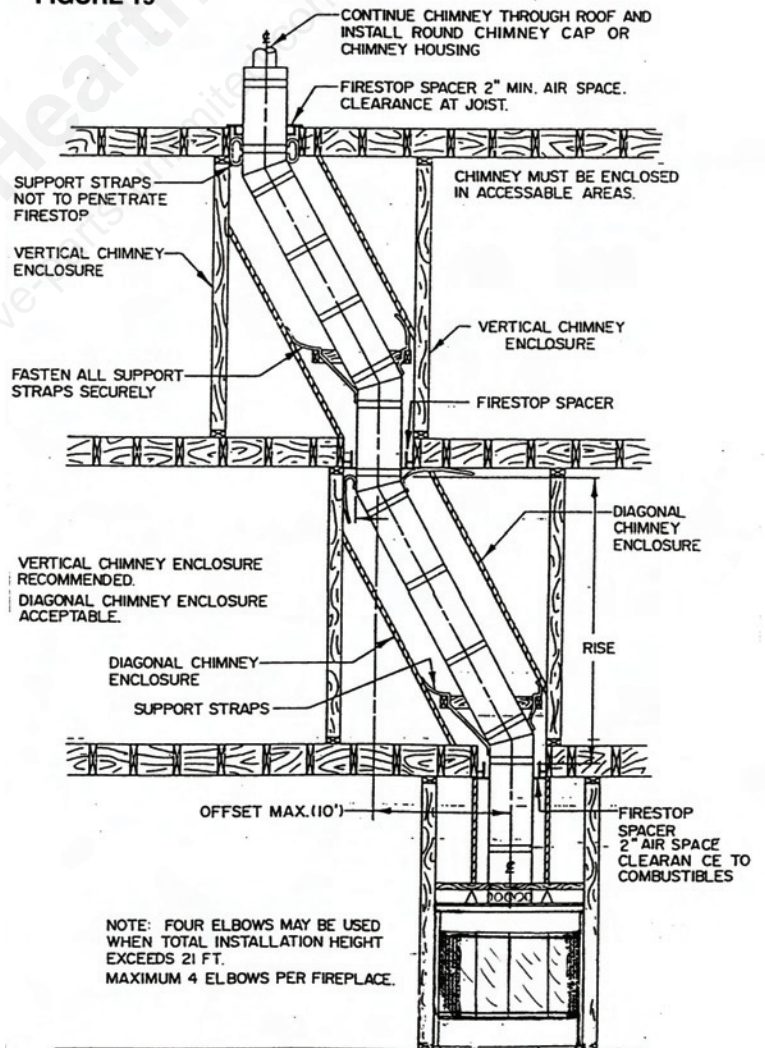 FIGURE
CONTINUE CHIMNEY THROUGH ROOF AND
INSTALL ROUND CHIMNEY CAP OR
CHIMNEY HOUSING
FIRESTOP SPACER 2" MIN. AIR SPACE.
CLEARANCE AT JOIST.
SUPPORT STRAPS
NOT TO PENETRATE
FIRESTOP
CHIMNEY MUST BE ENCLOSED
IN ACCESSABLE AREAS.
VERTICAL CHIMNEY
ENCLOSURE
VERTICAL CHIMNEY
ENCLOSURE
FASTEN ALL SUPPORT
STRAPS SECURELY
FIRESTOP SPACER
DIAGONAL
CHIMNEY
ENCLOSURE
VERTICAL CHIMNEY ENCLOSURE
RECOMMENDED.
DIAGONAL CHIMNEY ENCLOSURE
ACCEPTABLE.
RISE
DIAGONAL CHIMNEY
ENCLOSURE
SUPPORT STRAPS
OFFSET MAX.(10')
FIRESTOP
SPACER
2" AIR SPACE
CLEARAN CE TO
COMBUSTIBLES
NOTE: FOUR ELBOWS MAY BE USED
WHEN TOTAL INSTALLATION HEIGHT
EXCEEDS 21 FT.
MAXIMUM 4 ELBOWS PER FIREPLACE.